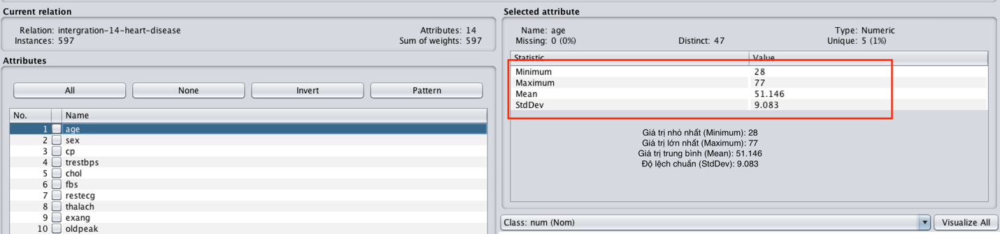 Current relation
Relation: intergration-14-heart-disease
Attributes: 14
Instances: 597
Sum of weights: 597
Attributes
All
None
Invert
Pattern
No.
Name
1 age
2 sex
3 cp
4 trestbps
5 chol
6 fbs
7 restecg
8 thalach
9 exang
10 oldpeak
Selected attribute
Name: age
Type: Numeric
Missing: 0 (0%)
Distinct: 47
Unique: 5 (1%)
Statistic
Value
Minimum 28
Maximum 77
Mean 51.146
StdDev 9.083
Giá trị nhỏ nhất (Minimum): 28
Giá trị lớn nhất (Maximum): 77
Giá trị trung bình (Mean): 51.146
Độ lệch chuẩn (StdDev): 9.083
Class: num (Nom)
Visualize All